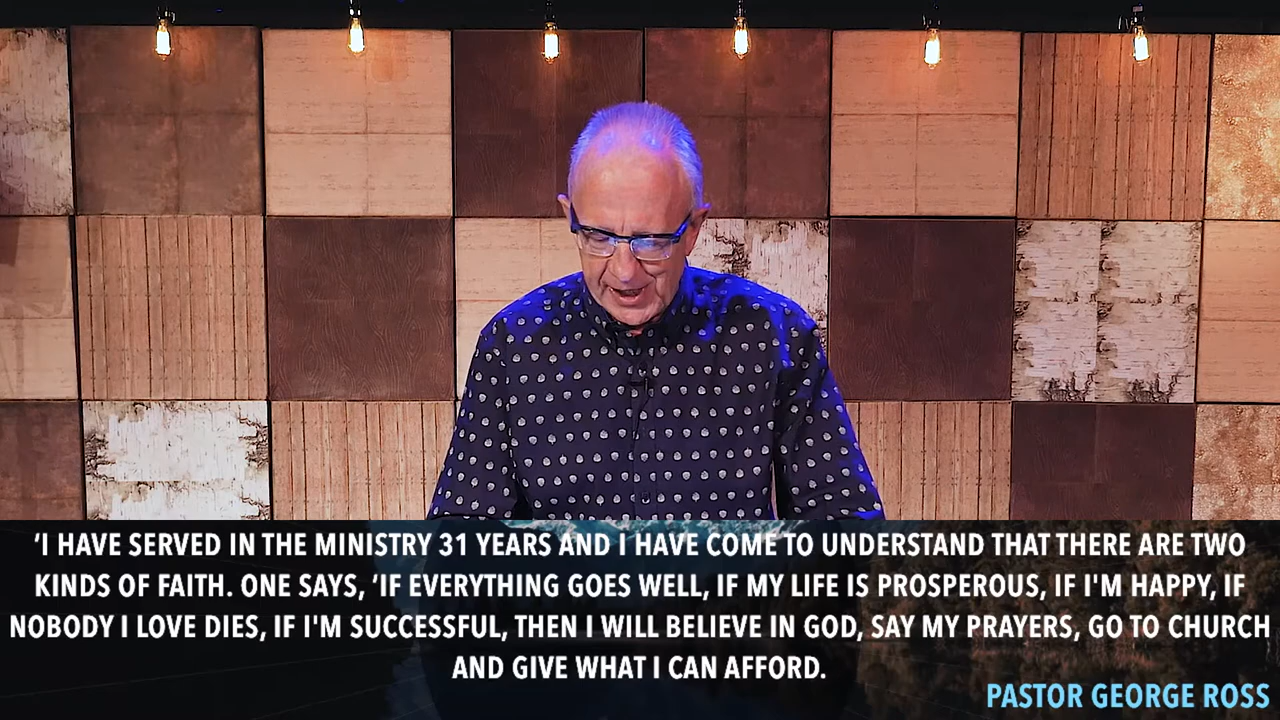 ‘I HAVE SERVED IN THE MINISTRY 31 YEARS AND I HAVE COME TO UNDERSTAND THAT THERE ARE TWO
KINDS OF FAITH. ONE SAYS, ‘IF EVERYTHING GOES WELL, IF MY LIFE IS PROSPEROUS, IF I'M HAPPY, IF
NOBODY I LOVE DIES, IF I'M SUCCESSFUL, THEN I WILL BELIEVE IN GOD, SAY MY PRAYERS, GO TO CHURCH
AND GIVE WHAT I CAN AFFORD.
PASTOR GEORGE ROSS